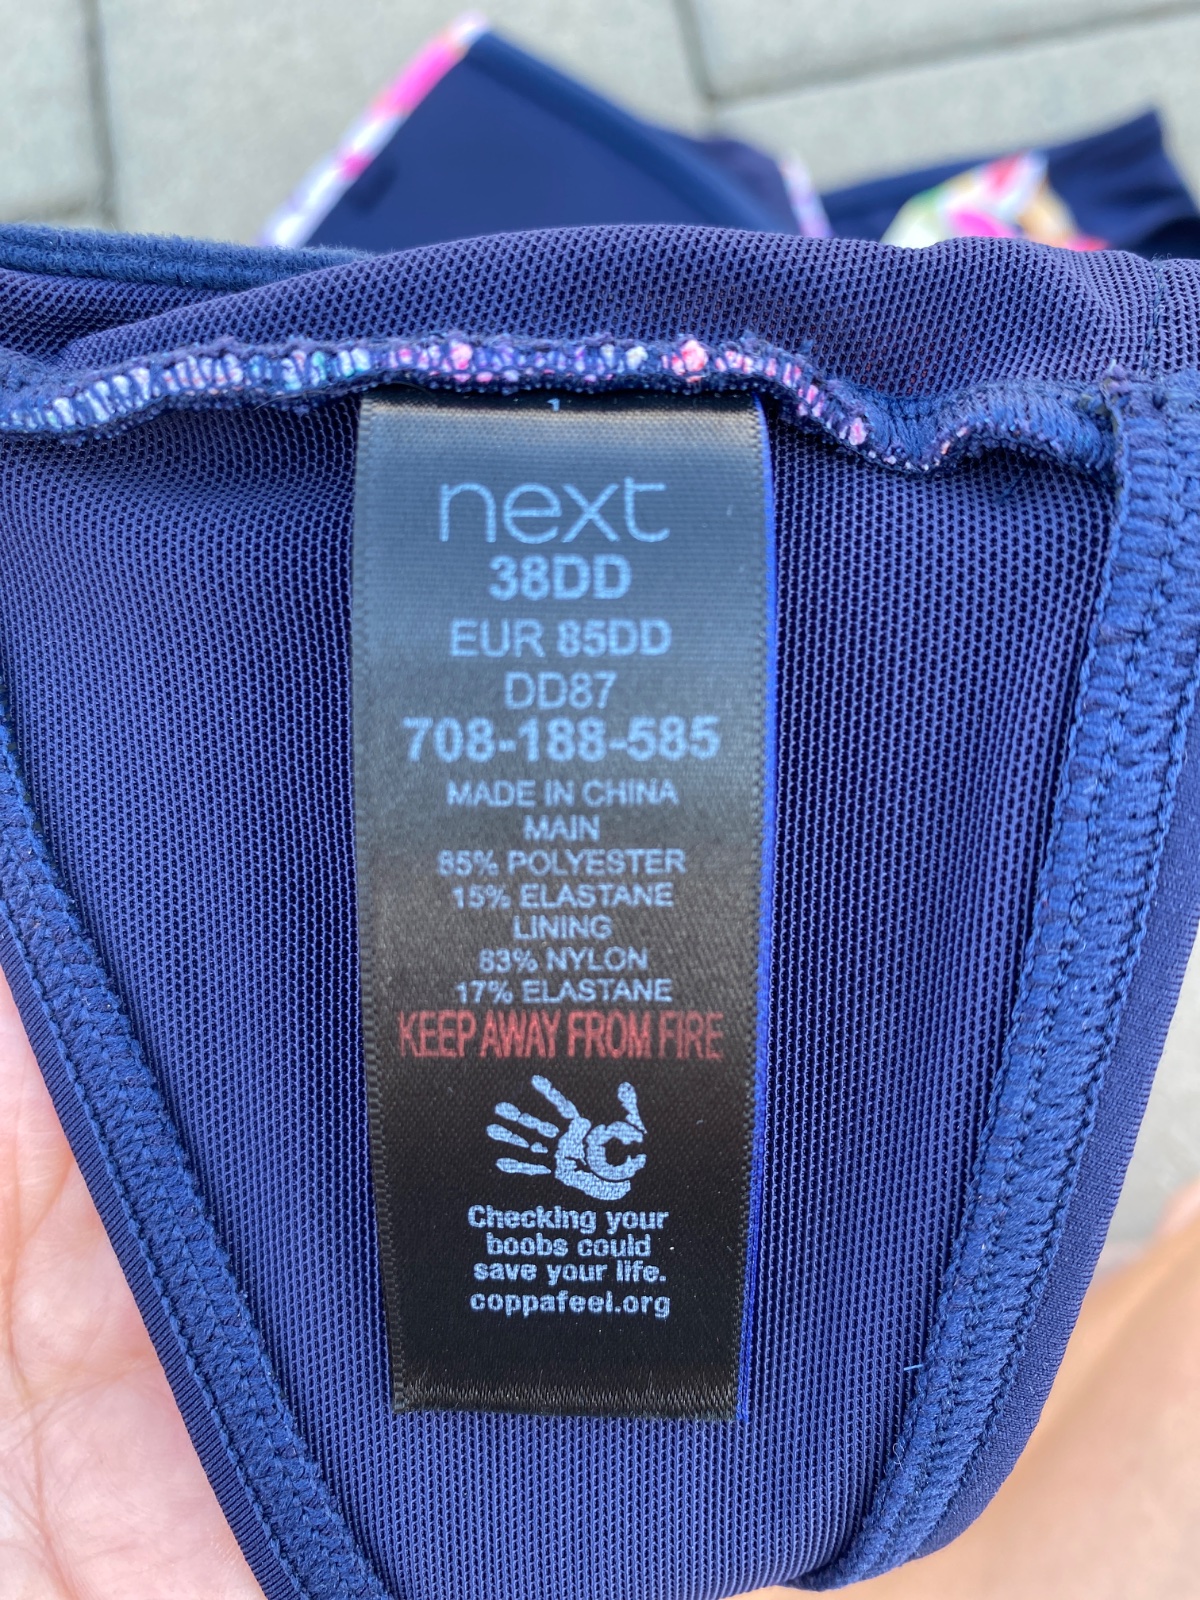 next
38DD
EUR 85DD
DD87
708-188-585
MADE IN CHINA
MAIN
85% POLYESTER
15% ELASTANE
LINING
83% NYLON
17% ELASTANE
KEEP AWAY FROM FIRE
C
Checking your
boobs could
save your life.
coppafeel.org